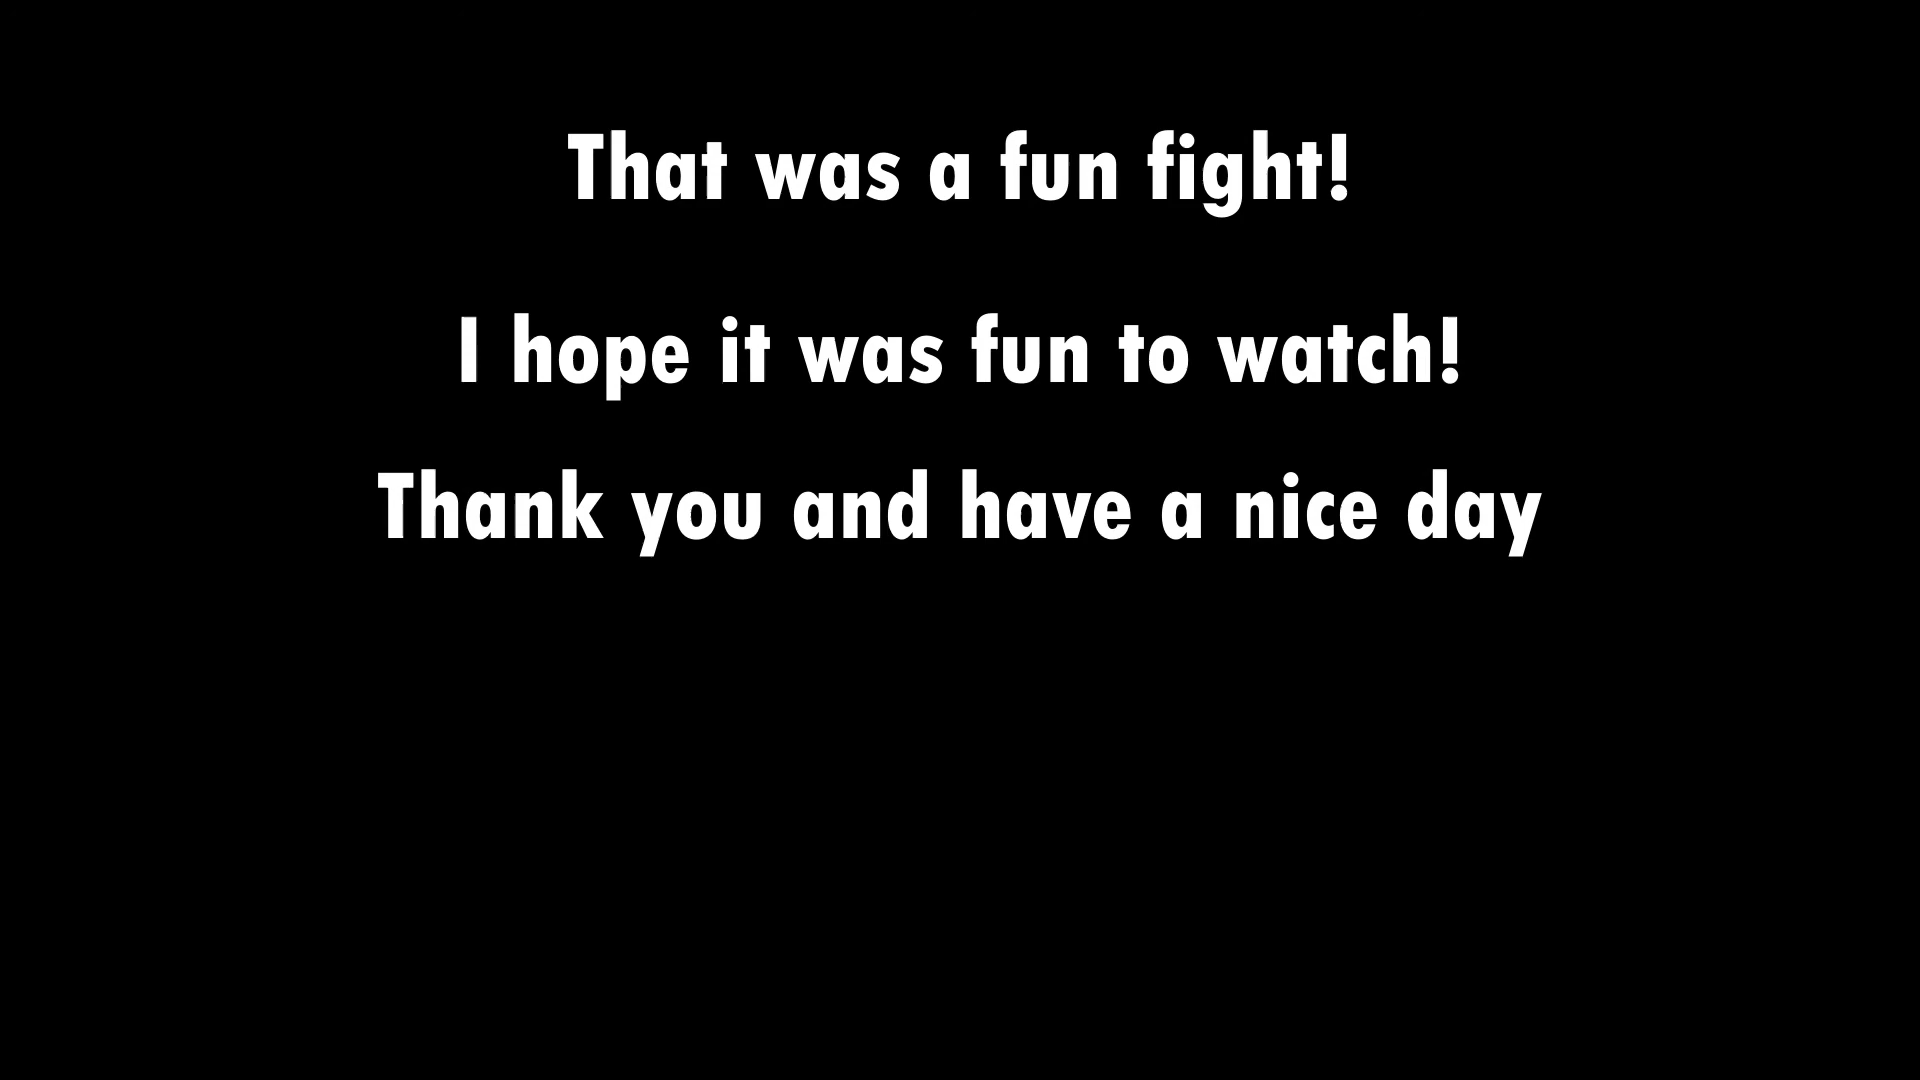 That was a fun fight!
I hope it was fun to watch!
Thank you and have a nice day